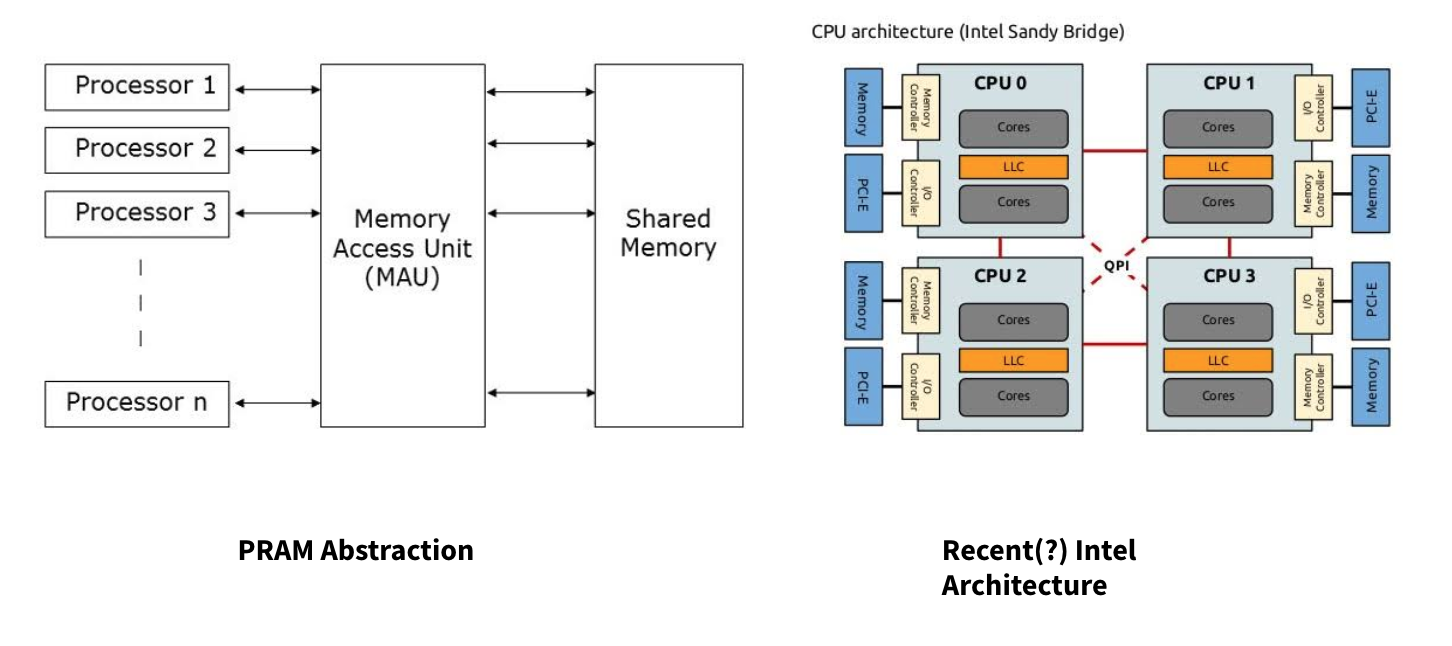 CPU architecture (Intel Sandy Bridge)
Processor 1
Processor 2
Processor 3
Processor n
Memory
Access Unit
(MAU)
Shared
Memory
CPU 0
Cores
LLC
Cores
Memory
Memory
Controller
PCI-E
I/O
Controller
CPU 1
Cores
LLC
Cores
I/O
Controller
PCI-E
Memory
Controller
Memory
QPI
CPU 2
Cores
LLC
Cores
Memory
Memory
Controller
PCI-E
I/O
Controller
CPU 3
Cores
LLC
Cores
I/O
Controller
PCI-E
Memory
Controller
Memory
PRAM Abstraction
Recent(?) Intel
Architecture